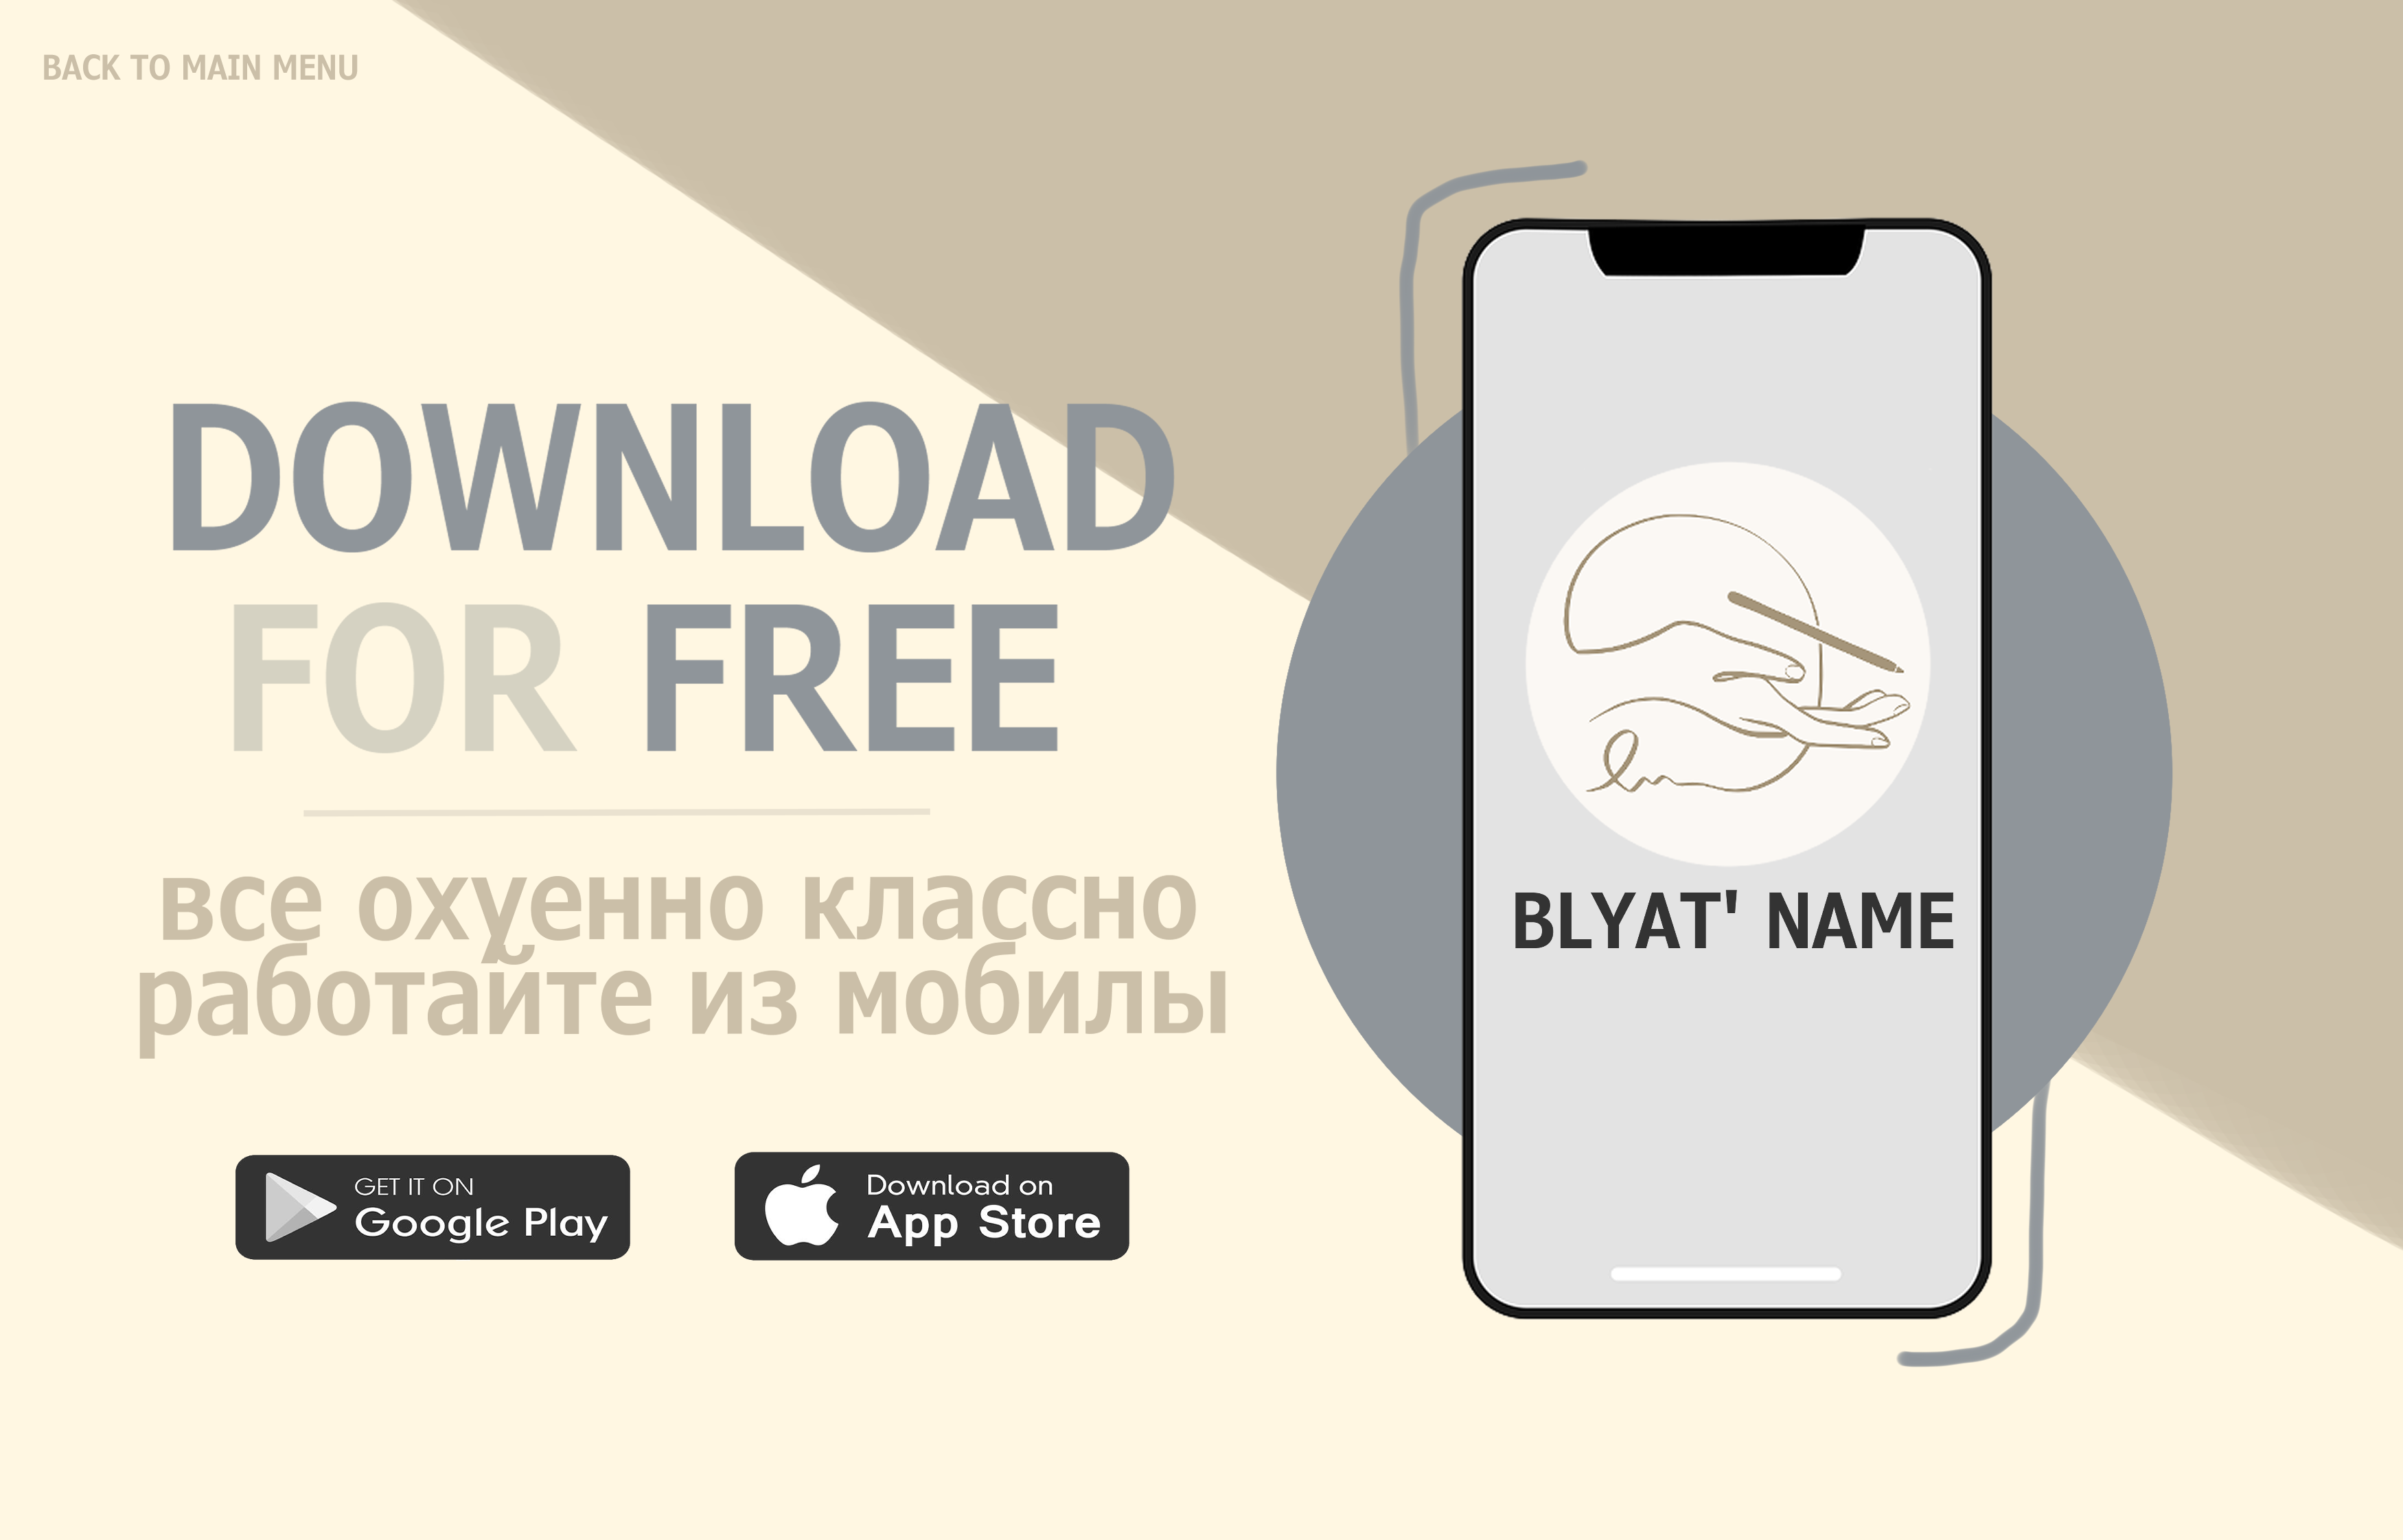 BACK TO MAIN MENU
DOWNLOAD
FOR FREE
все охуенно классно
работайте из мобилы
GET IT ON
Google Play
Download on
App Store
BLYAT' NAME